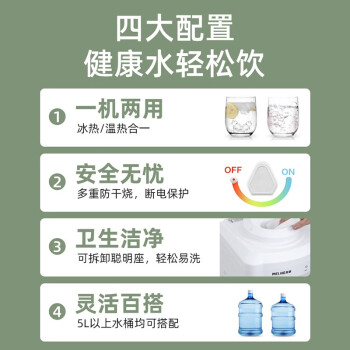 四大配置
健康水轻松饮
1
一机两用
冰热/温热合一
2
安全无忧
多重防干烧，断电保护
OFF
ON
3
卫生洁净
可拆卸聪明座，轻松易洗
MELING
4
灵活百搭
5L以上水桶均可搭配